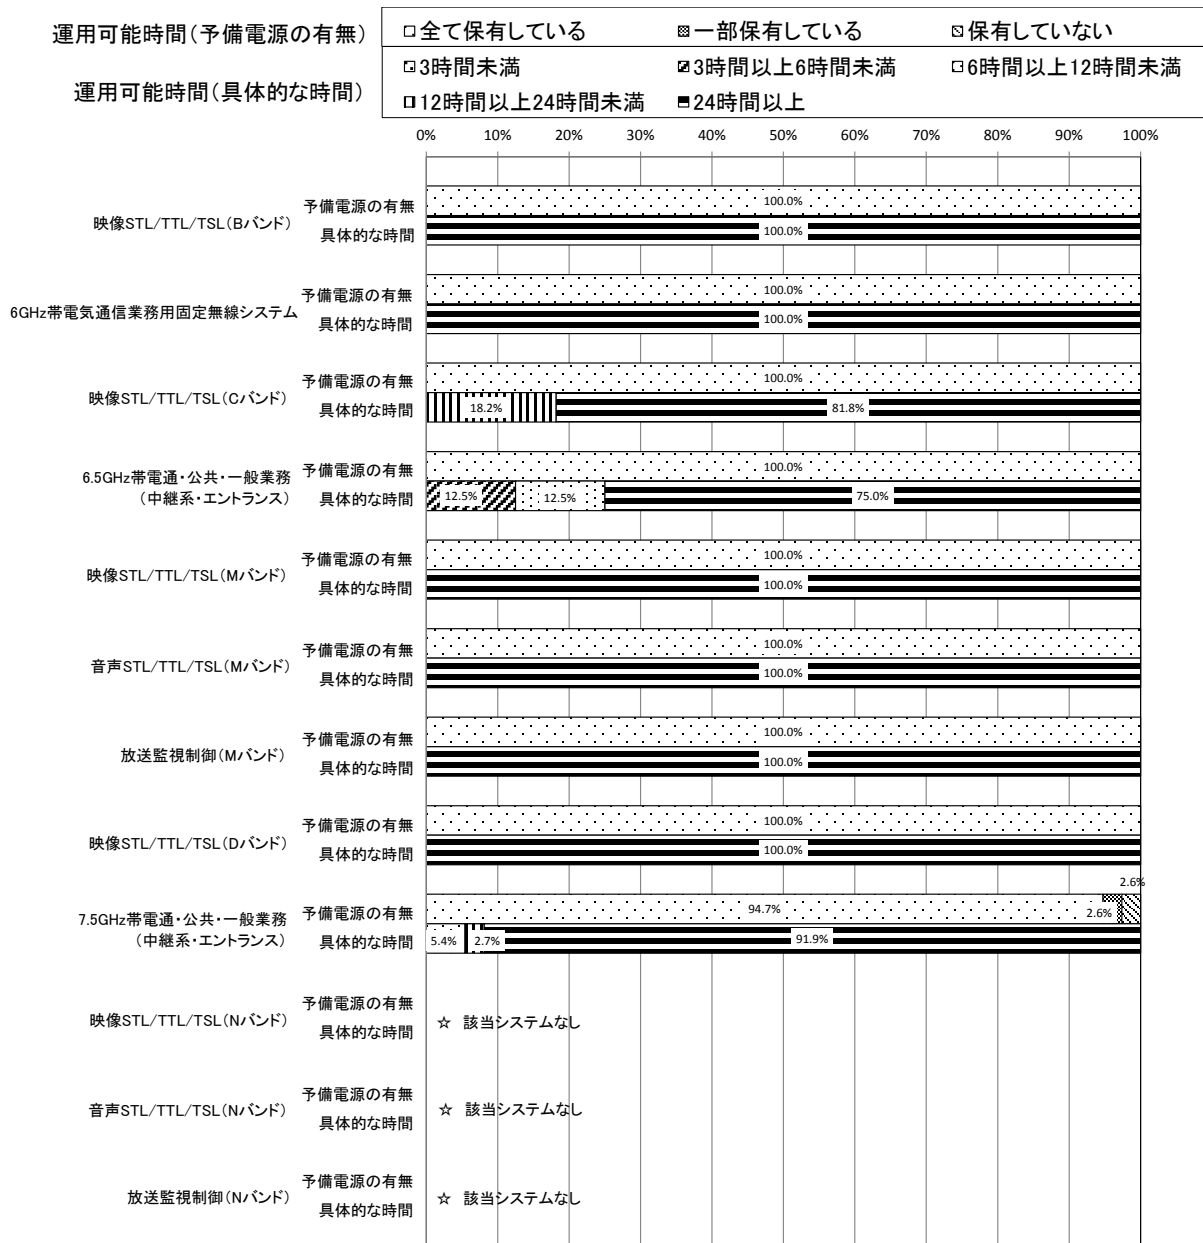 運用可能時間(予備電源の有無)
全て保有している 一部保有している 保有していない
運用可能時間(具体的な時間)
3時間未満 3時間以上6時間未満 6時間以上12時間未満
12時間以上24時間未満 24時間以上
0% 10% 20% 30% 40% 50% 60% 70% 80% 90% 100%
映像STL/TTL/TSL(Bバンド)
予備電源の有無
100.0%
具体的な時間
100.0%
6GHz帯電気通信業務用固定無線システム
予備電源の有無
100.0%
具体的な時間
100.0%
映像STL/TTL/TSL(Cバンド)
予備電源の有無
100.0%
具体的な時間
18.2% 81.8%
6.5GHz帯電通・公共・一般業務
(中継系・エントランス)
予備電源の有無
100.0%
具体的な時間
12.5% 12.5% 75.0%
映像STL/TTL/TSL(Mバンド)
予備電源の有無
100.0%
具体的な時間
100.0%
音声STL/TTL/TSL(Mバンド)
予備電源の有無
100.0%
具体的な時間
100.0%
放送監視制御(Mバンド)
予備電源の有無
100.0%
具体的な時間
100.0%
映像STL/TTL/TSL(Dバンド)
予備電源の有無
100.0%
具体的な時間
100.0%
7.5GHz帯電通・公共・一般業務
(中継系・エントランス)
予備電源の有無
94.7% 2.6% 2.6%
具体的な時間
5.4% 2.7% 91.9%
映像STL/TTL/TSL(Nバンド)
予備電源の有無
具体的な時間
☆ 該当システムなし
音声STL/TTL/TSL(Nバンド)
予備電源の有無
具体的な時間
☆ 該当システムなし
放送監視制御(Nバンド)
予備電源の有無
具体的な時間
☆ 該当システムなし